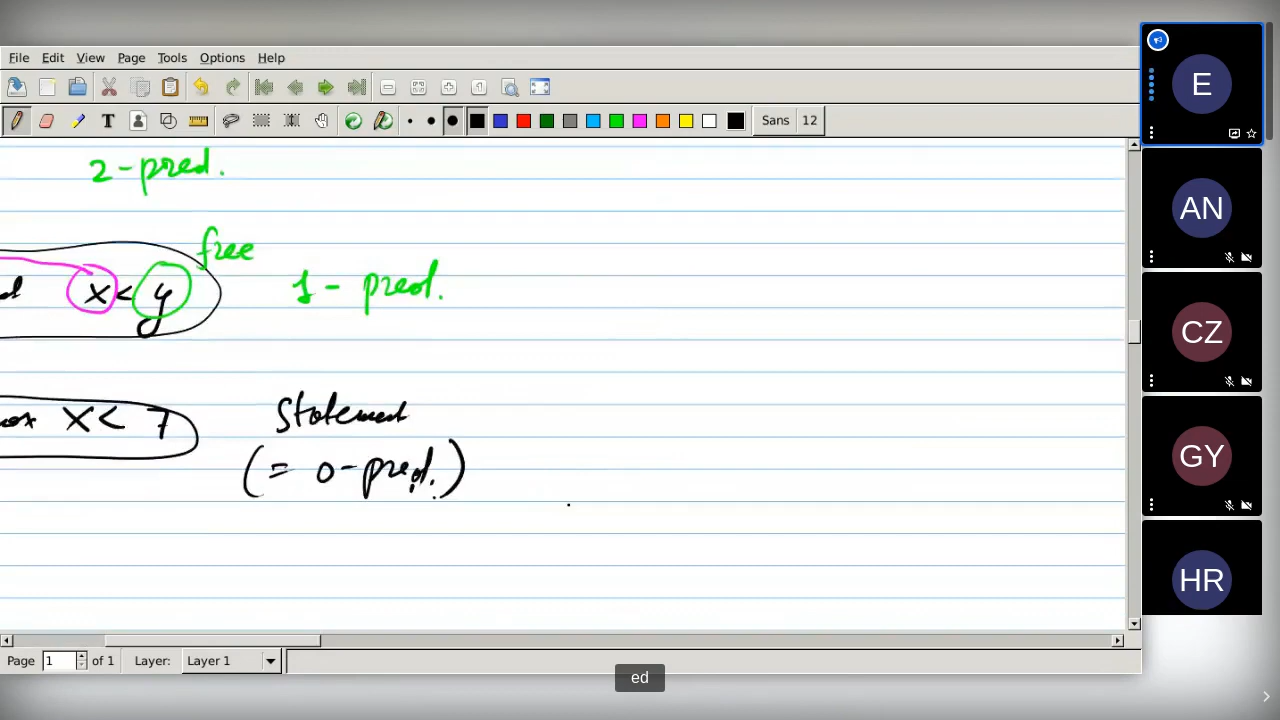 File Edit View Page Tools Options Help
Sans 12
2-pred.
free
x < y 1 - pred.
x < 7 Statement
(= 0-pred.)
Page 1 of 1 Layer: Layer 1
ed
E
AN
CZ
GY
HR